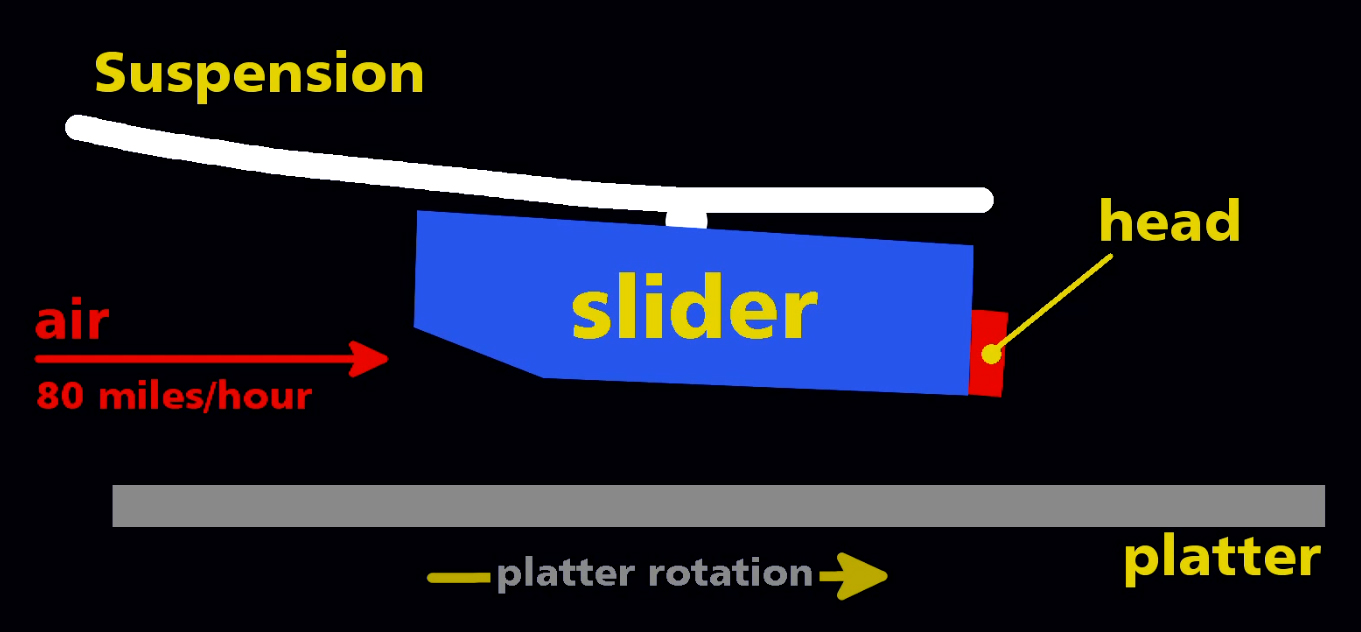 Suspension
head
slider
air
80 miles/hour
platter
platter rotation